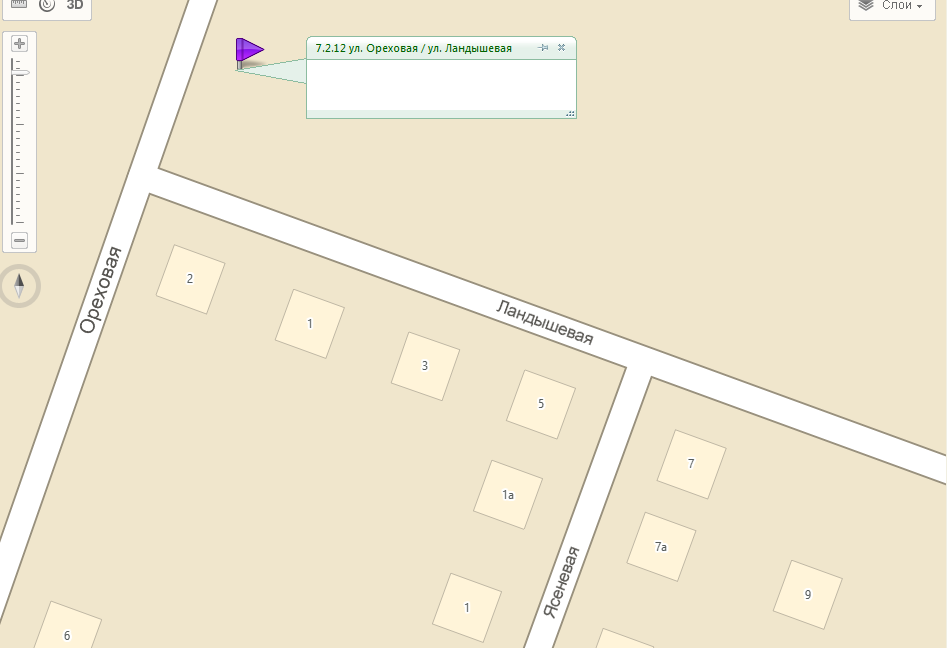 3D
Слои
7.2.12 ул. Ореховая / ул. Ландышевая
Ореховая
Ландышевая
Ясеневая
2
1
3
5
1а
7
7а
1
9
6